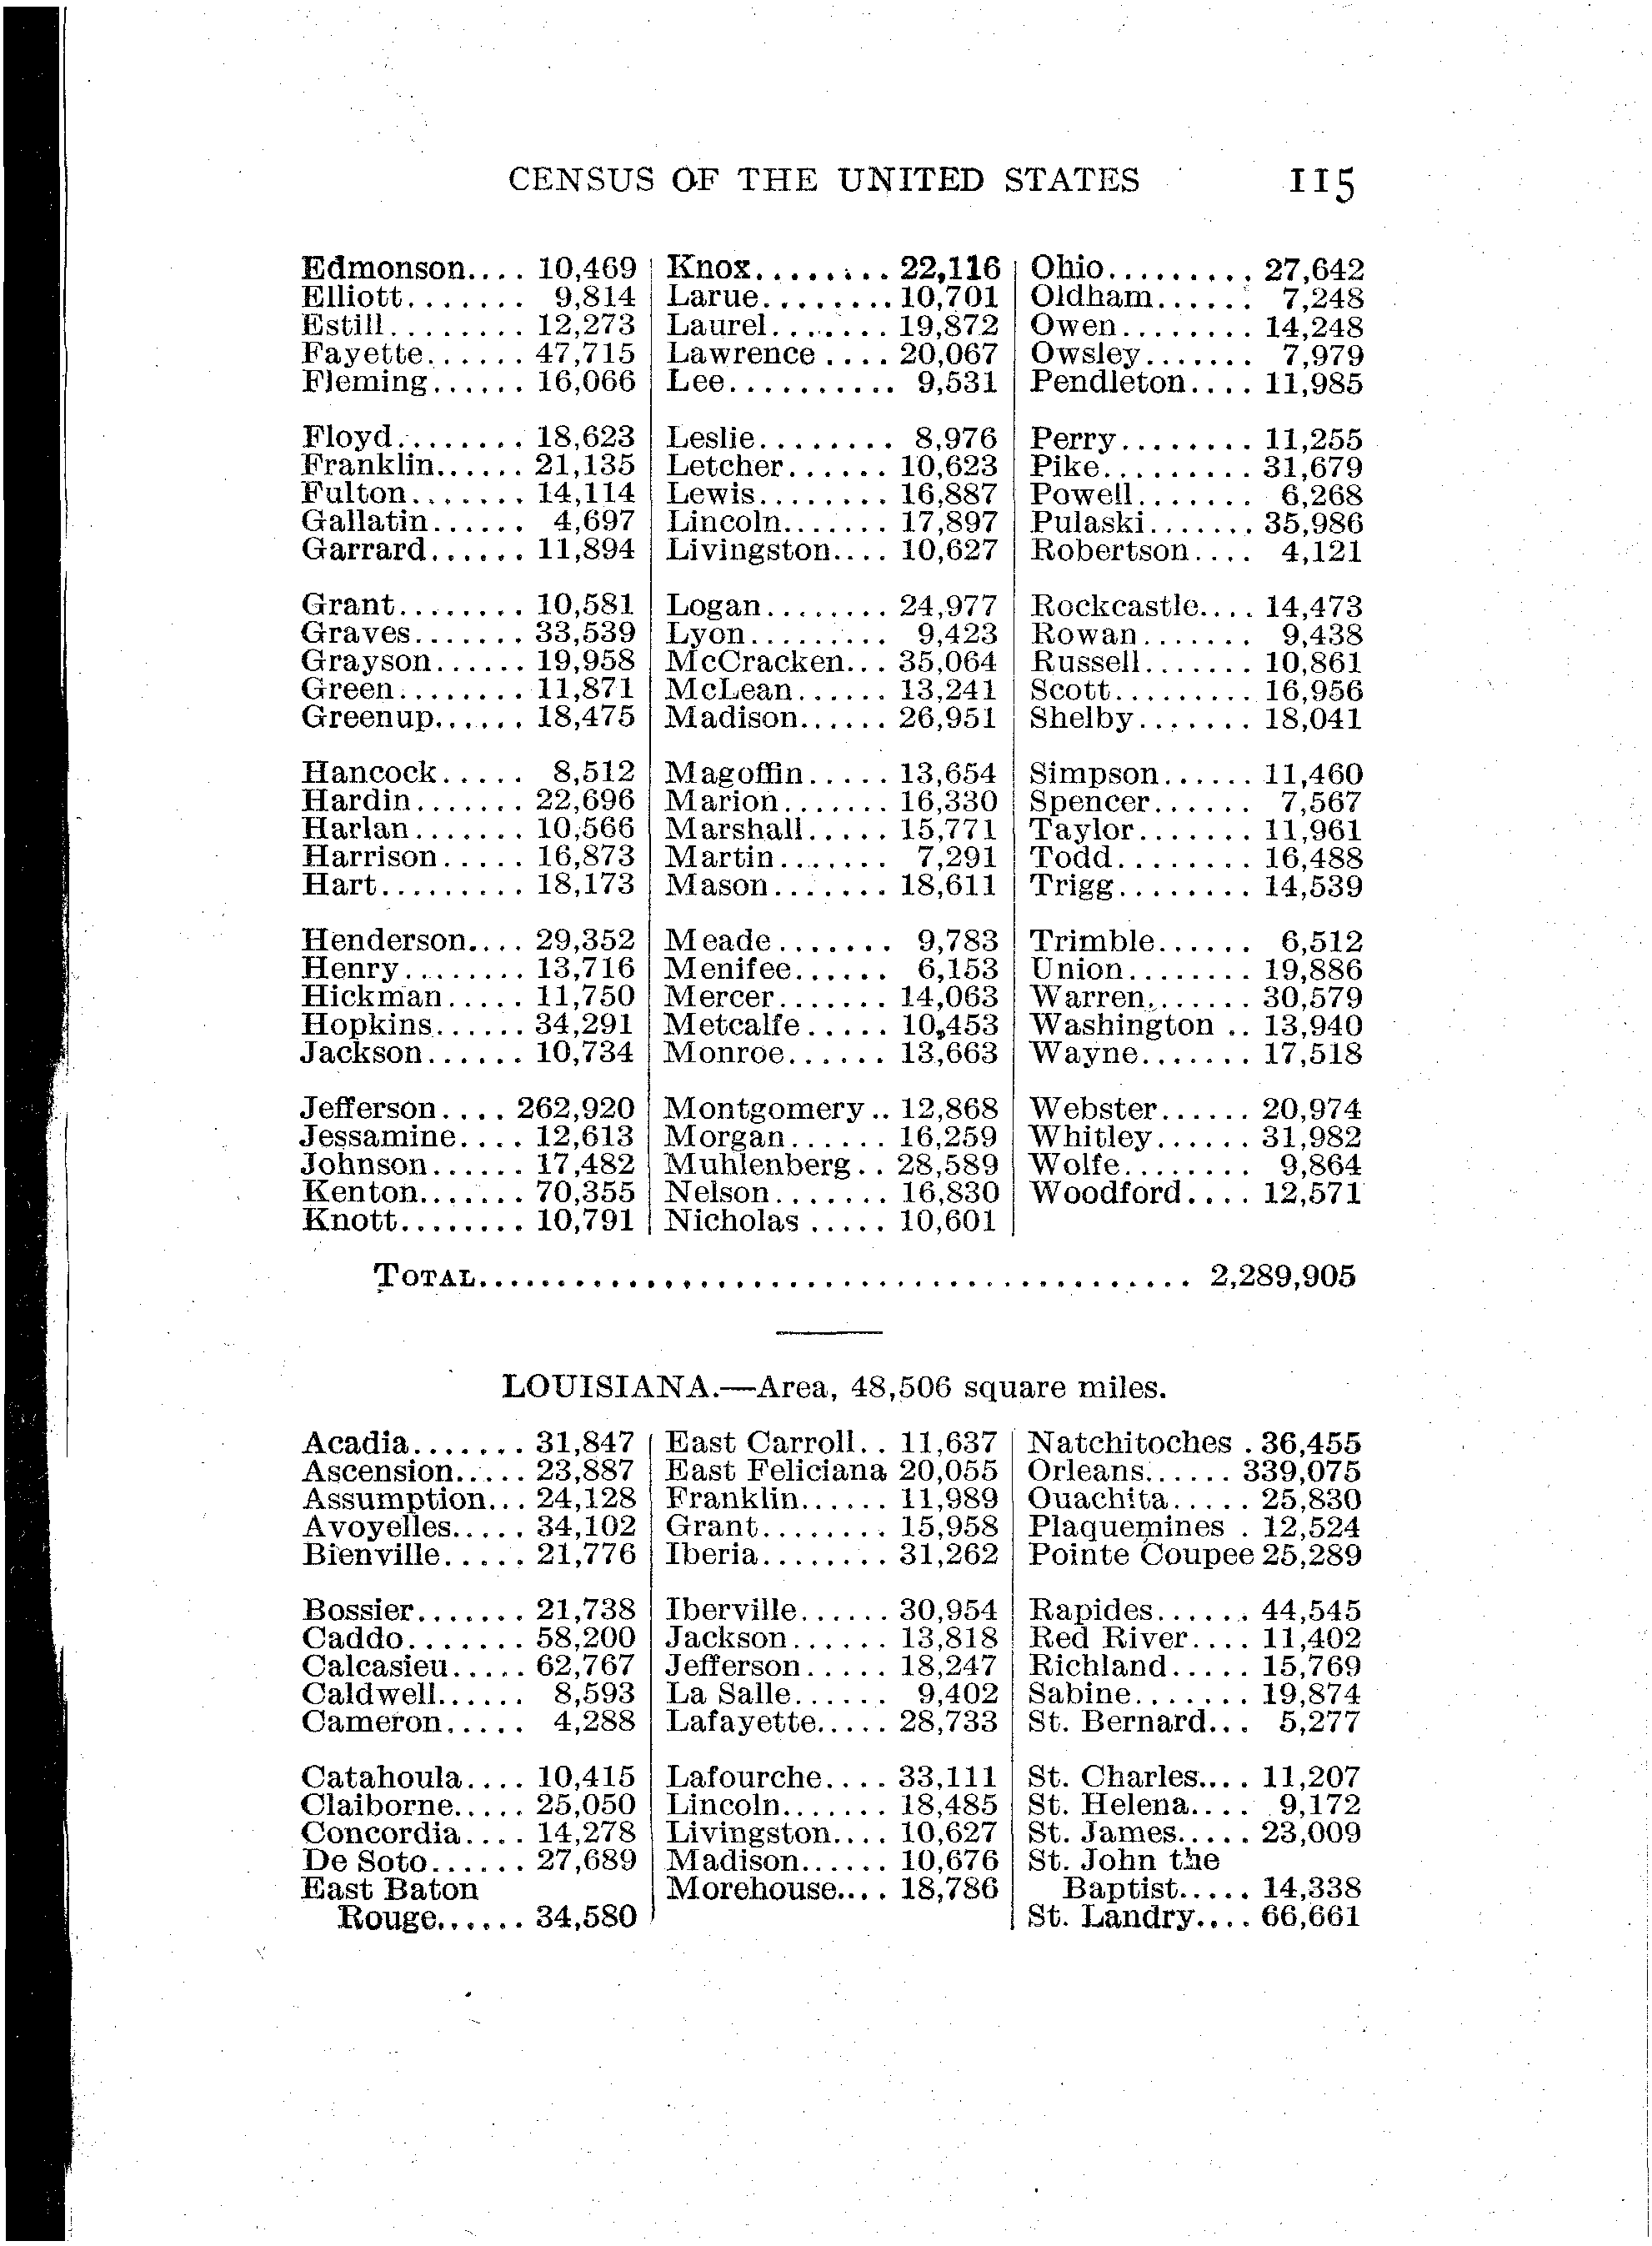 CENSUS OF THE UNITED STATES 115
Edmonson.... 10,469
Elliott....... 9,814
Estill........ 12,273
Fayette...... 47,715
Fleming...... 16,066
Floyd........ 18,623
Franklin...... 21,135
Fulton....... 14,114
Gallatin...... 4,697
Garrard...... 11,894
Grant........ 10,581
Graves....... 33,539
Grayson...... 19,958
Green........ 11,871
Greenup...... 18,475
Hancock..... 8,512
Hardin....... 22,696
Harlan....... 10,566
Harrison..... 16,873
Hart......... 18,173
Henderson.... 29,352
Henry........ 13,716
Hickman..... 11,750
Hopkins...... 34,291
Jackson...... 10,734
Jefferson.... 262,920
Jessamine.... 12,613
Johnson...... 17,482
Kenton....... 70,355
Knott........ 10,791
Knox........ 22,116
Larue........ 10,701
Laurel....... 19,872
Lawrence .... 20,067
Lee.......... 9,531
Leslie........ 8,976
Letcher...... 10,623
Lewis........ 16,887
Lincoln....... 17,897
Livingston.... 10,627
Logan........ 24,977
Lyon......... 9,423
McCracken... 35,064
McLean...... 13,241
Madison...... 26,951
Magoffin..... 13,654
Marion....... 16,330
Marshall..... 15,771
Martin....... 7,291
Mason....... 18,611
Meade....... 9,783
Menifee...... 6,153
Mercer....... 14,063
Metcalfe..... 10,453
Monroe...... 13,663
Montgomery.. 12,868
Morgan...... 16,259
Muhlenberg.. 28,589
Nelson....... 16,830
Nicholas ..... 10,601
Ohio......... 27,642
Oldham...... 7,248
Owen........ 14,248
Owsley....... 7,979
Pendleton.... 11,985
Perry........ 11,255
Pike......... 31,679
Powell....... 6,268
Pulaski....... 35,986
Robertson.... 4,121
Rockcastle.... 14,473
Rowan....... 9,438
Russell....... 10,861
Scott......... 16,956
Shelby....... 18,041
Simpson...... 11,460
Spencer...... 7,567
Taylor....... 11,961
Todd........ 16,488
Trigg........ 14,539
Trimble...... 6,512
Union........ 19,886
Warren....... 30,579
Washington .. 13,940
Wayne....... 17,518
Webster...... 20,974
Whitley...... 31,982
Wolfe........ 9,864
Woodford.... 12,571
TOTAL........................................ 2,289,905
LOUISIANA.—Area, 48,506 square miles.
Acadia....... 31,847
Ascension..... 23,887
Assumption... 24,128
Avoyelles..... 34,102
Bienville..... 21,776
Bossier....... 21,738
Caddo....... 58,200
Calcasieu..... 62,767
Caldwell...... 8,593
Cameron..... 4,288
Catahoula.... 10,415
Claiborne..... 25,050
Concordia.... 14,278
De Soto...... 27,689
East Baton
Rouge...... 34,580
East Carroll.. 11,637
East Feliciana 20,055
Franklin...... 11,989
Grant........ 15,958
Iberia........ 31,262
Iberville...... 30,954
Jackson...... 13,818
Jefferson..... 18,247
La Salle...... 9,402
Lafayette..... 28,733
Lafourche.... 33,111
Lincoln....... 18,485
Livingston.... 10,627
Madison...... 10,676
Morehouse.... 18,786
Natchitoches . 36,455
Orleans...... 339,075
Ouachita..... 25,830
Plaquemines . 12,524
Pointe Coupee 25,289
Rapides...... 44,545
Red River.... 11,402
Richland..... 15,769
Sabine....... 19,874
St. Bernard... 5,277
St. Charles.... 11,207
St. Helena.... 9,172
St. James..... 23,009
St. John the
Baptist..... 14,338
St. Landry.... 66,661